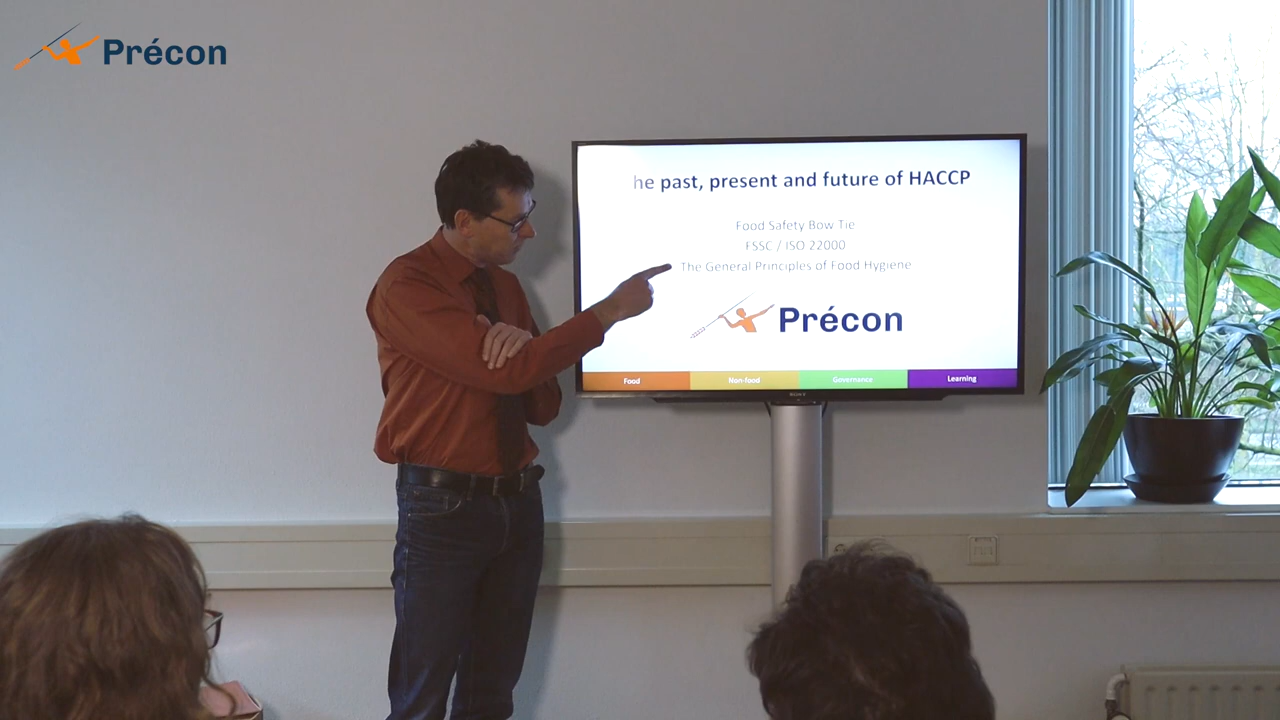 Précon
he past, present and future of HACCP
Food Safety Bow Tie
FSSC / ISO 22000
The General Principles of Food Hygiene
Précon
Food Non-food Governance Learning
SONY